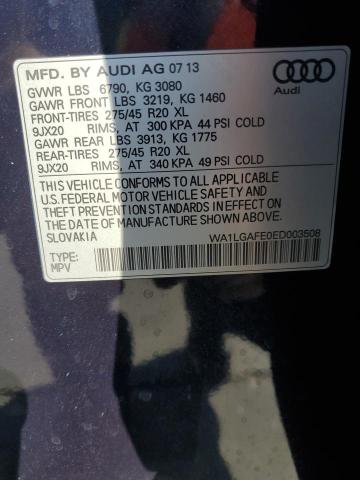 MFD. BY AUDI AG 07 13
GVWR LBS 6790, KG 3080
GAWR FRONT LBS 3219, KG 1460
FRONT-TIRES 275/45 R20 XL
9JX20 RIMS, AT 300 KPA 44 PSI COLD
GAWR REAR LBS 3913, KG 1775
REAR-TIRES 275/45 R20 XL
9JX20 RIMS, AT 340 KPA 49 PSI COLD
Audi
THIS VEHICLE CONFORMS TO ALL APPLICABLE
U.S. FEDERAL MOTOR VEHICLE SAFETY AND
THEFT PREVENTION STANDARDS IN EFFECT ON
THE DATE OF MANUFACTURE SHOWN ABOVE.
SLOVAKIA WA1LGAFE0ED003508
TYPE:
MPV